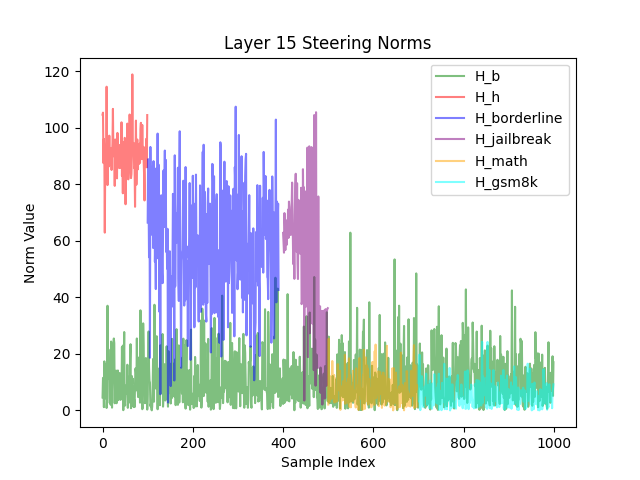 Layer 15 Steering Norms
120
100
80
60
40
20
0
Norm Value
0
200
400
600
800
1000
Sample Index
H_b
H_h
H_borderline
H_jailbreak
H_math
H_gsm8k